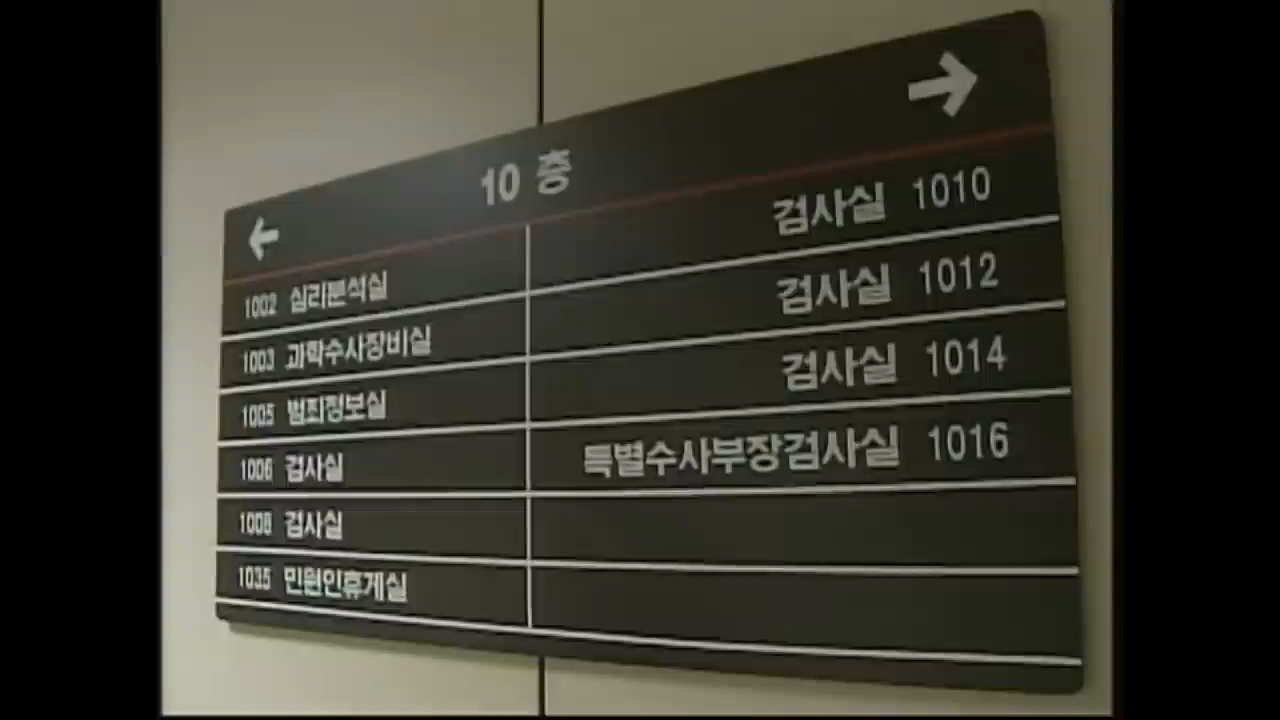 10 층
← →
1002 심리분석실
1003 과학수사장비실
1005 범죄정보실
1006 검사실
1008 검사실
1035 민원인휴게실
검사실 1010
검사실 1012
검사실 1014
특별수사부장검사실 1016